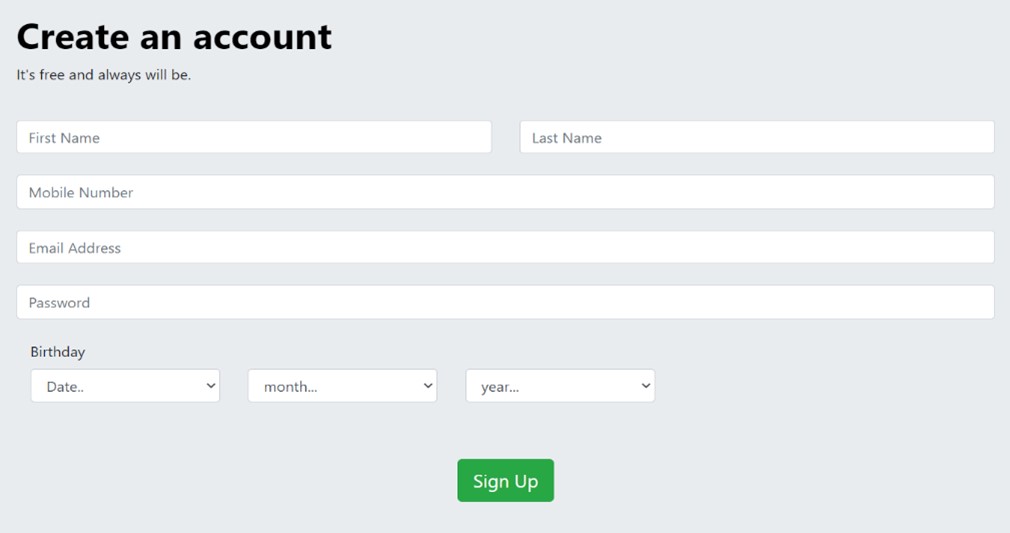 Create an account
It's free and always will be.
First Name Last Name
Mobile Number
Email Address
Password
Birthday
Date.. month... year...
Sign Up